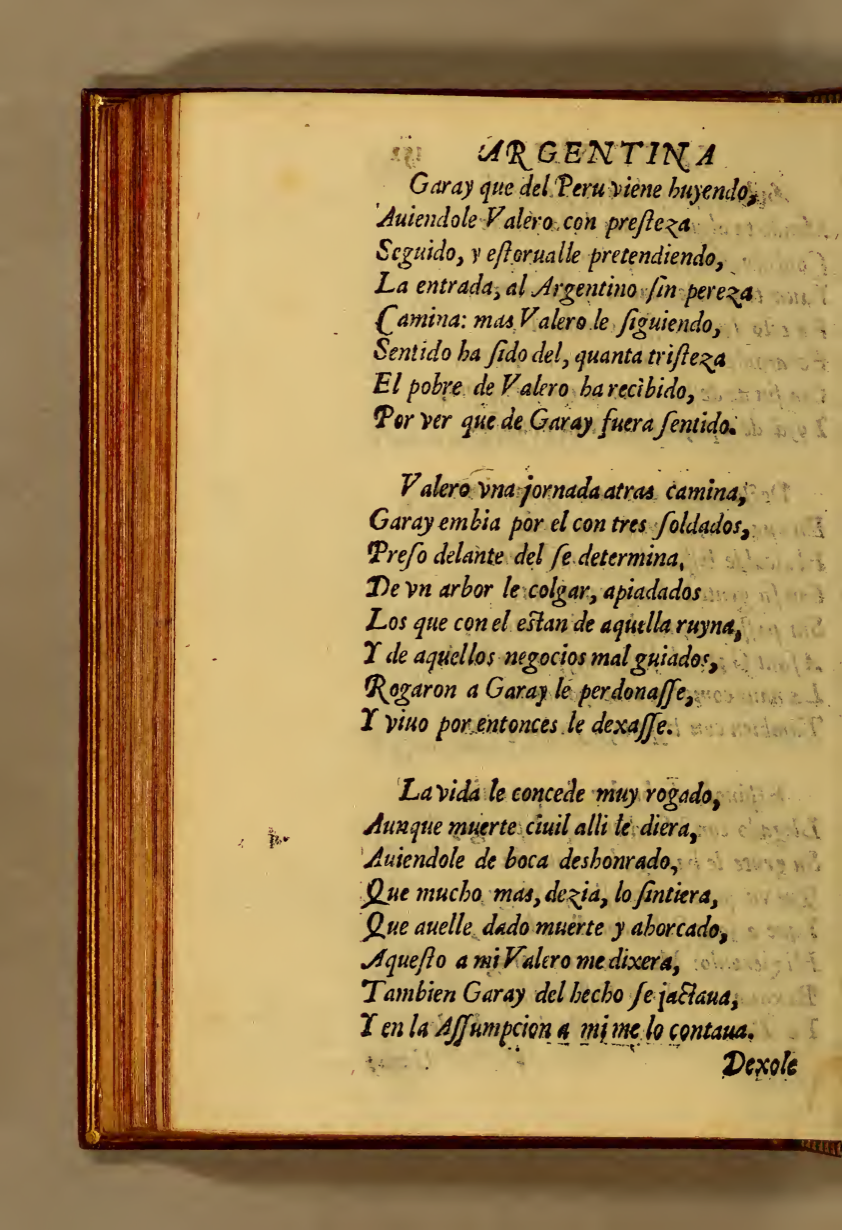 ARGENTINA
Garay que del Peru viene huyendo,
Auiendole Valero con preſteza
Seguido, y eſtorualle pretendiendo,
La entrada, al Argentino ſin pereza
Camina: mas Valero le ſiguiendo,
Sentido ha ſido del, quanta triſteza
El pobre de Valero ha recibido,
Por ver que de Garay fuera ſentido.
Valero vna jornada atras camina,
Garay embia por el con tres ſoldados,
Preſo delante del ſe determina,
De vn arbor le colgar, apiadados
Los que con el eſtan de aquella ruyna,
Y de aquellos negocios mal guiados,
Rogaron a Garay le perdonaſſe,
Y viuo por entonces le dexaſſe.
La vida le concede muy rogado,
Aunque muerte ciuil alli le diera,
Auiendole de boca deshonrado,
Que mucho mas, dezia, lo ſintiera,
Que auelle dado muerte y ahorcado,
Aqueſto a mi Valero me dixera,
Tambien Garay del hecho ſe jactaua,
Y en la Aſſumpcion a mi me lo contaua.
Dexole